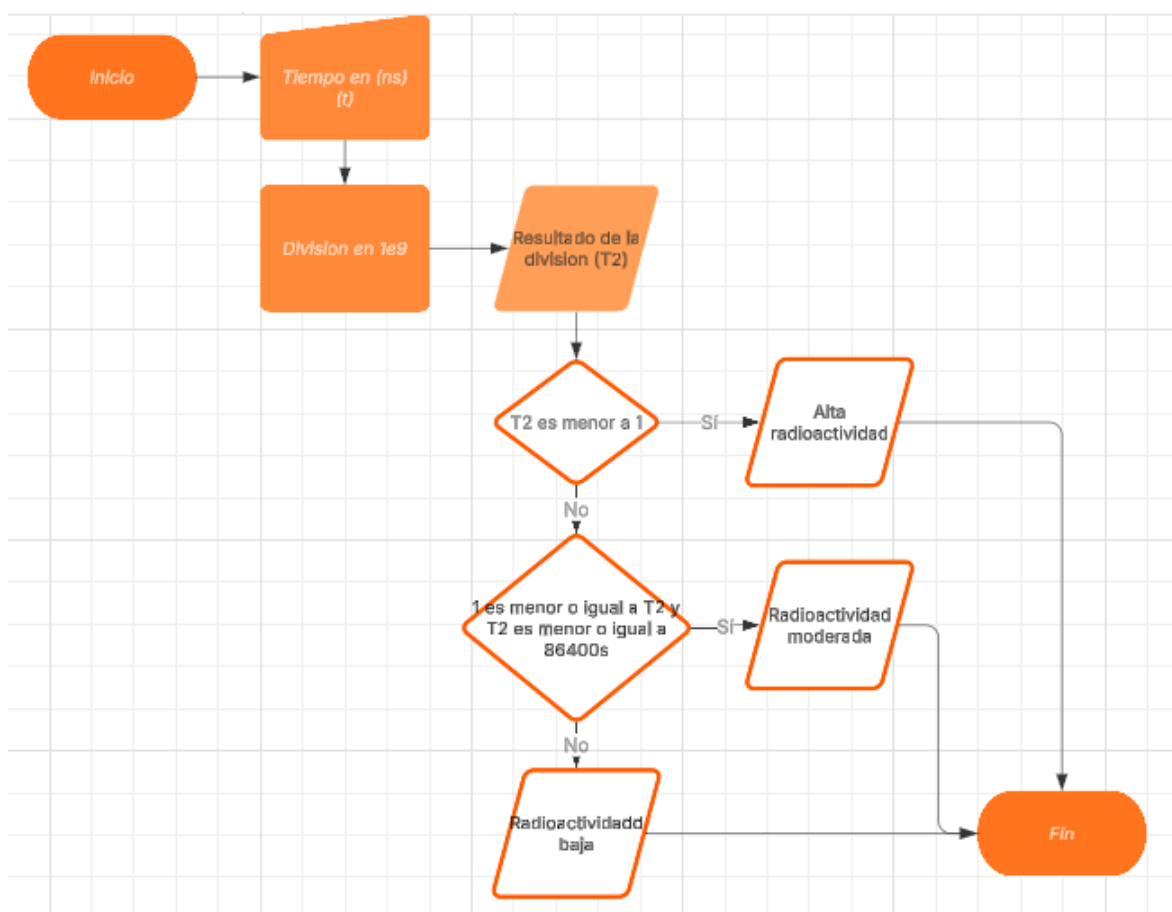 Inicio
Tiempo en (ns)
(t)
Division en 1e9
Resultado de la
division (T2)
T2 es menor a 1
Sí
Alta
radioactividad
No
1 es menor o igual a T2 y
T2 es menor o igual a
86400s
Sí
Radioactividad
moderada
No
Radioactividadd
baja
Fin